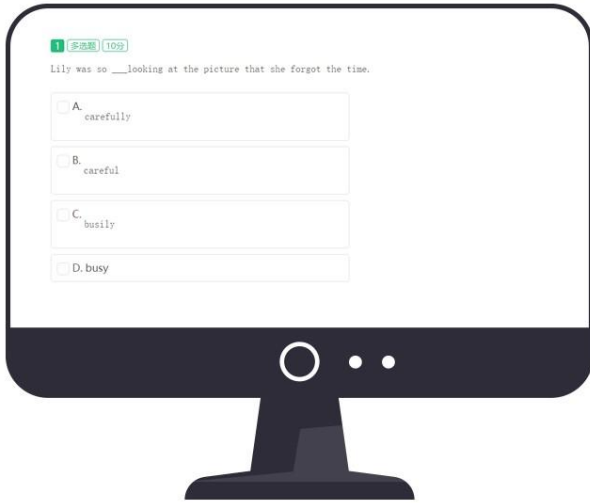 1 多选题 10分
Lily was so ___looking at the picture that she forgot the time.
A.
carefully
B.
careful
C.
busily
D. busy